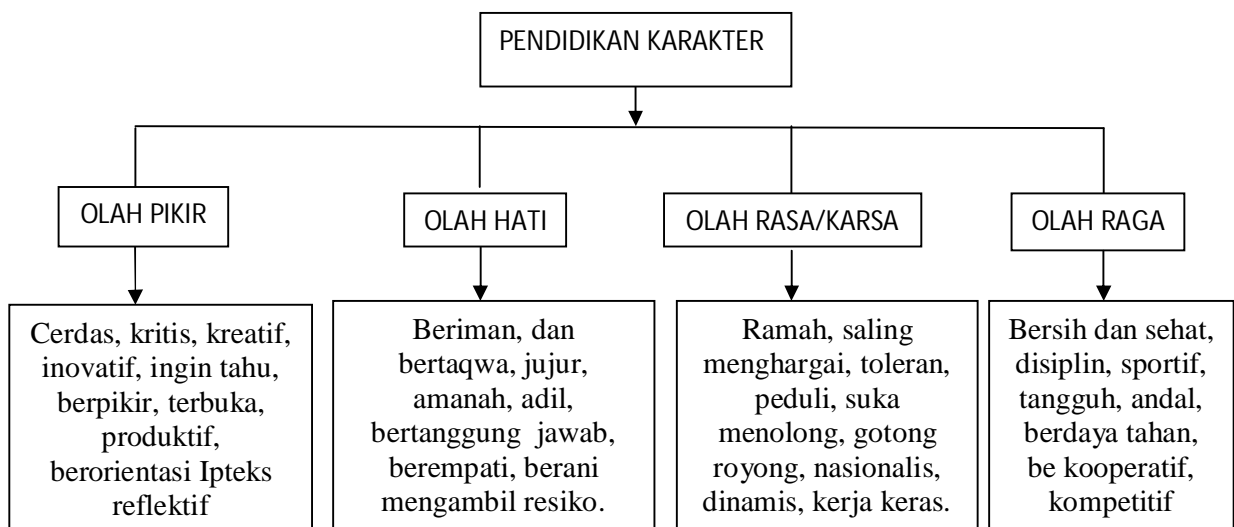 PENDIDIKAN KARAKTER
OLAH PIKIR
OLAH HATI
OLAH RASA/KARSA
OLAH RAGA
Cerdas, kritis, kreatif,
inovatif, ingin tahu,
berpikir, terbuka,
produktif,
berorientasi Ipteks
reflektif
Beriman, dan
bertaqwa, jujur,
amanah, adil,
bertanggung jawab,
berempati, berani
mengambil resiko.
Ramah, saling
menghargai, toleran,
peduli, suka
menolong, gotong
royong, nasionalis,
dinamis, kerja keras.
Bersih dan sehat,
disiplin, sportif,
tangguh, andal,
berdaya tahan,
be kooperatif,
kompetitif